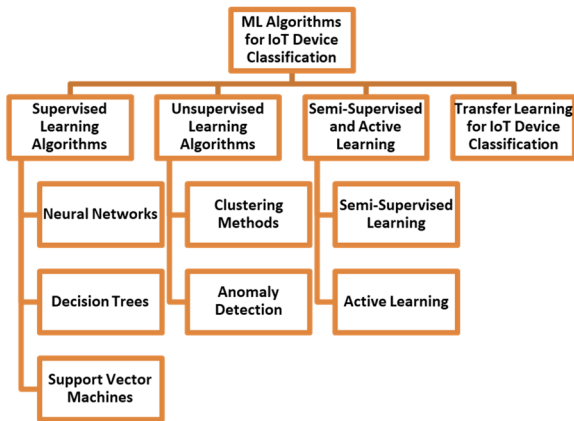 ML Algorithms
for IoT Device
Classification
Supervised
Learning
Algorithms
Unsupervised
Learning
Algorithms
Semi-Supervised
and Active
Learning
Transfer Learning
for IoT Device
Classification
Neural Networks
Clustering
Methods
Semi-Supervised
Learning
Decision Trees
Anomaly
Detection
Active Learning
Support Vector
Machines